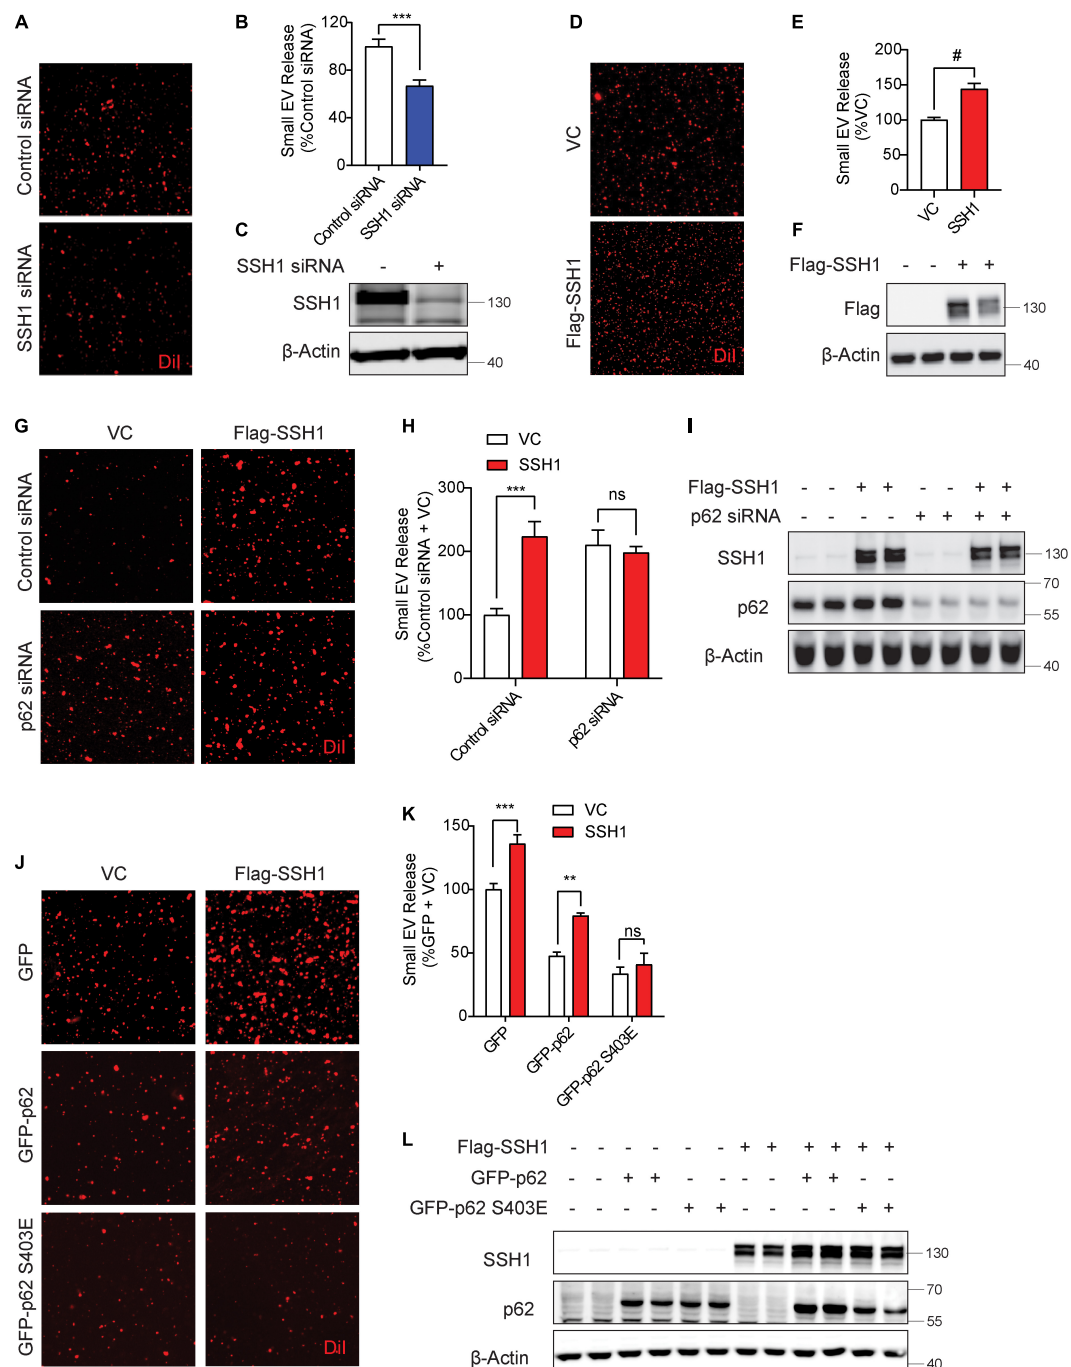 A
Control siRNA
SSH1 siRNA
DiI
B
Small EV Release
(%Control siRNA)
120
80
40
0
***
Control siRNA
SSH1 siRNA
C
SSH1 siRNA - +
SSH1
130
β-Actin
40
D
VC
Flag-SSH1
DiI
E
Small EV Release
(%VC)
200
150
100
50
0
#
VC
SSH1
F
Flag-SSH1 - - + +
Flag
130
β-Actin
40
G
VC Flag-SSH1
Control siRNA
p62 siRNA
DiI
H
VC
SSH1
Small EV Release
(%Control siRNA + VC)
300
200
100
0
***
ns
Control siRNA
p62 siRNA
I
Flag-SSH1 - - + + - - + +
p62 siRNA - - - - + + + +
SSH1
130
70
p62
55
β-Actin
40
J
VC Flag-SSH1
GFP
GFP-p62
GFP-p62 S403E
DiI
K
VC
SSH1
Small EV Release
(%GFP + VC)
150
100
50
0
***
**
ns
GFP
GFP-p62
GFP-p62 S403E
L
Flag-SSH1 - - - - - - + + + + + +
GFP-p62 - - + + - - - - + + - -
GFP-p62 S403E - - - - + + - - - - + +
SSH1
130
70
p62
55
β-Actin
40